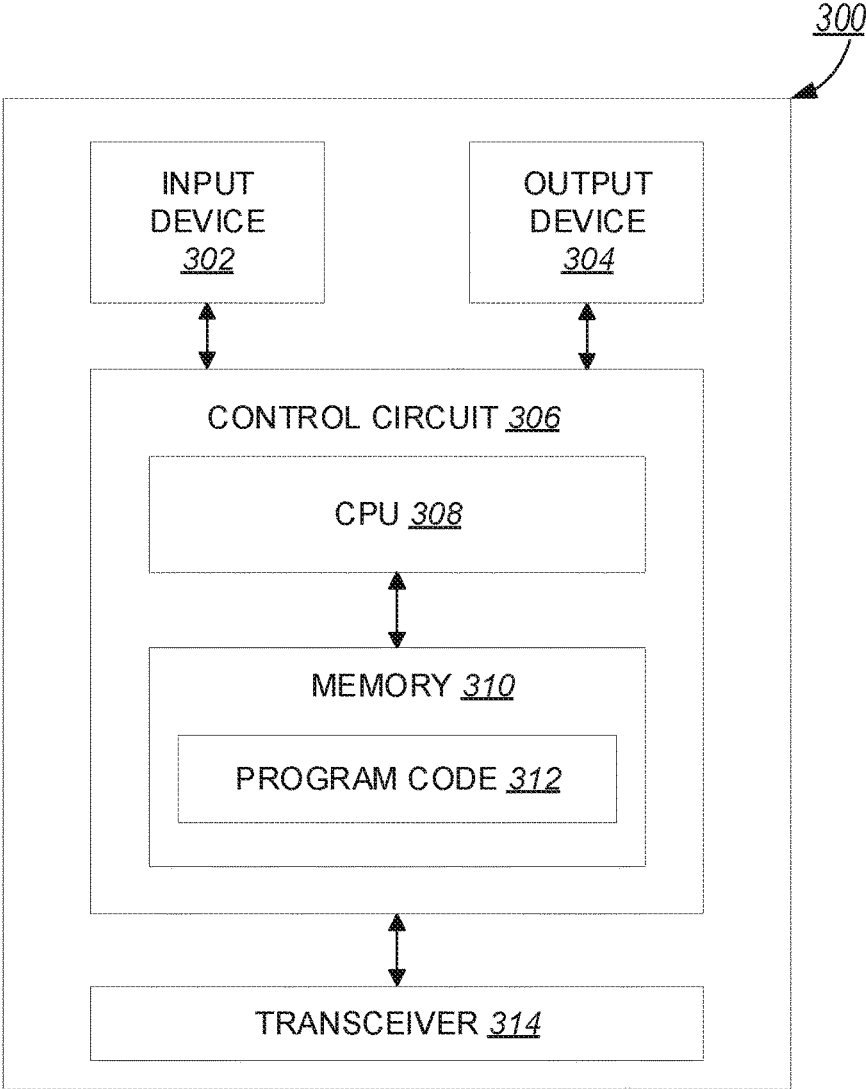 300
INPUT
DEVICE
302
OUTPUT
DEVICE
304
CONTROL CIRCUIT 306
CPU 308
MEMORY 310
PROGRAM CODE 312
TRANSCEIVER 314